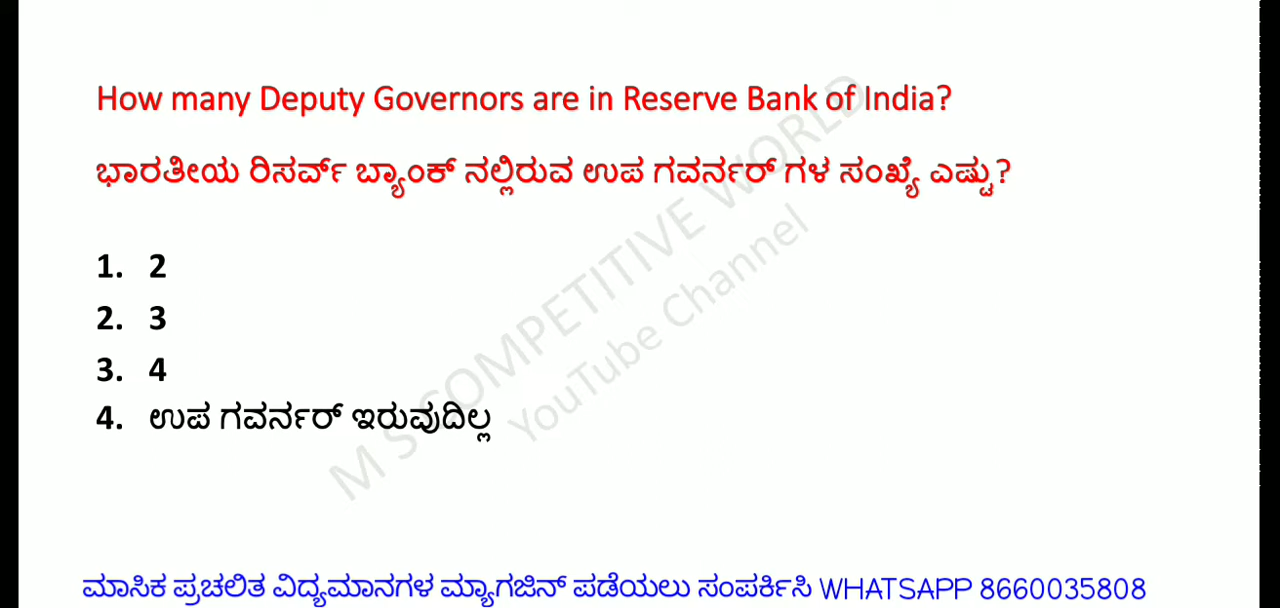 How many Deputy Governors are in Reserve Bank of India?
ಭಾರತೀಯ ರಿಸರ್ವ್ ಬ್ಯಾಂಕ್ ನಲ್ಲಿರುವ ಉಪ ಗವರ್ನರ್ ಗಳ ಸಂಖ್ಯೆ ಎಷ್ಟು?
1. 2
2. 3
3. 4
4. ಉಪ ಗವರ್ನರ್ ಇರುವುದಿಲ್ಲ
M S COMPETITIVE WORLD
YouTube Channel
ಮಾಸಿಕ ಪ್ರಚಲಿತ ವಿದ್ಯಮಾನಗಳ ಮ್ಯಾಗಜಿನ್ ಪಡೆಯಲು ಸಂಪರ್ಕಿಸಿ WHATSAPP 8660035808